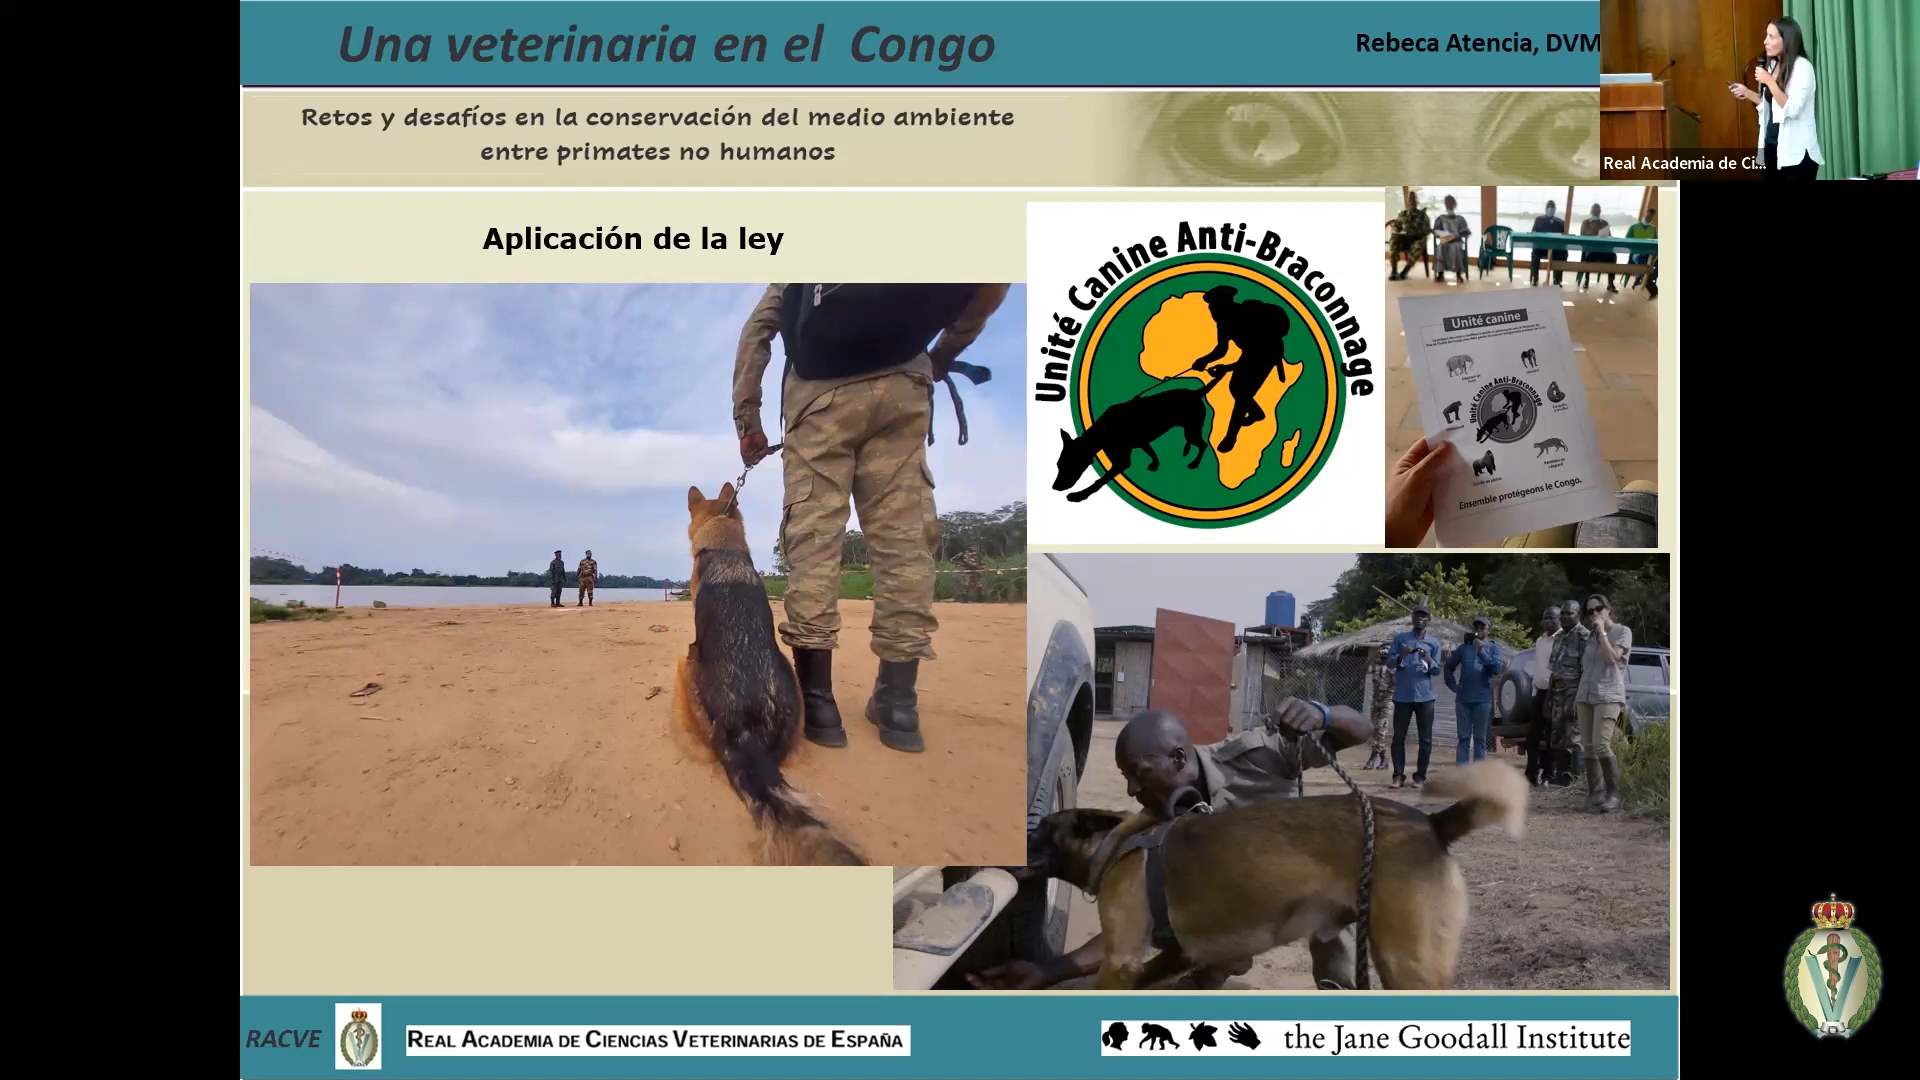 Una veterinaria en el Congo
Rebeca Atencia, DVM
Retos y desafíos en la conservación del medio ambiente
entre primates no humanos
Real Academia de Ci...
Aplicación de la ley
Unité Canine Anti-Braconnage
Unité canine
Unité Canine Anti-Braconnage
Ensemble protégeons le Congo.
RACVE
REAL ACADEMIA DE CIENCIAS VETERINARIAS DE ESPAÑA
the Jane Goodall Institute